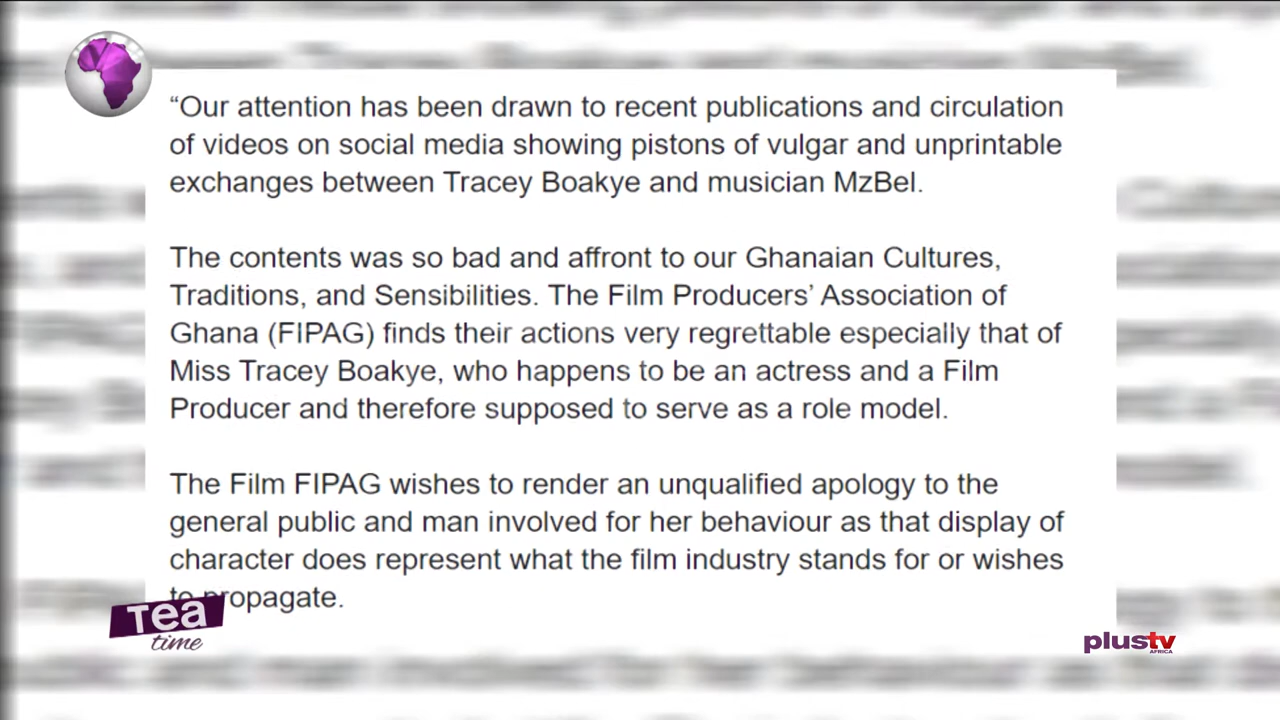 “Our attention has been drawn to recent publications and circulation
of videos on social media showing pistons of vulgar and unprintable
exchanges between Tracey Boakye and musician MzBel.
The contents was so bad and affront to our Ghanaian Cultures,
Traditions, and Sensibilities. The Film Producers’ Association of
Ghana (FIPAG) finds their actions very regrettable especially that of
Miss Tracey Boakye, who happens to be an actress and a Film
Producer and therefore supposed to serve as a role model.
The Film FIPAG wishes to render an unqualified apology to the
general public and man involved for her behaviour as that display of
character does represent what the film industry stands for or wishes
to propagate.
Tea
time
plustv
AFRICA